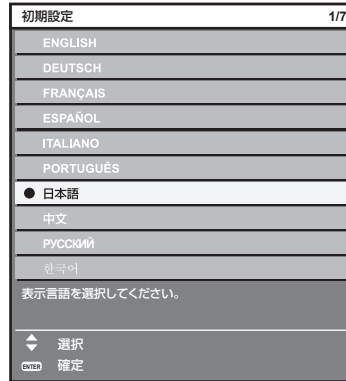 初期設定 1/7
ENGLISH
DEUTSCH
FRANÇAIS
ESPAÑOL
ITALIANO
PORTUGUÊS
● 日本語
中文
РУССКИЙ
한국어
表示言語を選択してください。
選択
ENTER 確定